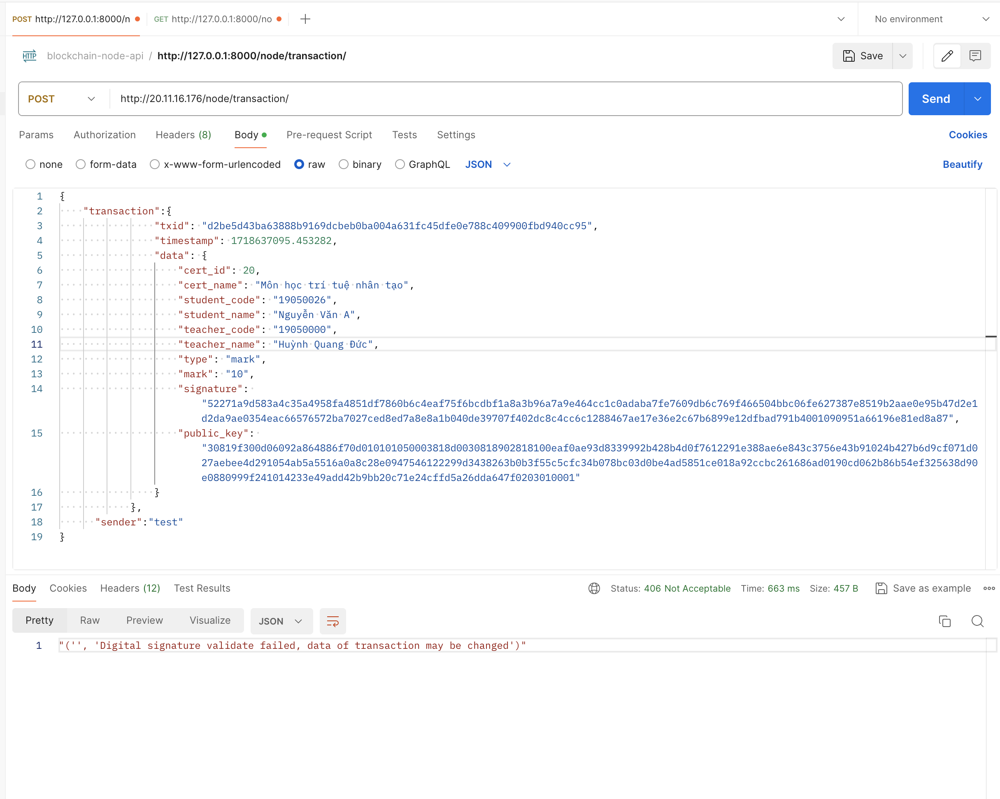 POST http://127.0.0.1:8000/n GET http://127.0.0.1:8000/no No environment
HTTP blockchain-node-api / http://127.0.0.1:8000/node/transaction/ Save
POST http://20.11.16.176/node/transaction/ Send
Params Authorization Headers (8) Body Pre-request Script Tests Settings Cookies
none form-data x-www-form-urlencoded raw binary GraphQL JSON Beautify
1 {
2 "transaction":{
3 "txid": "d2be5d43ba63888b9169dcbeb0ba004a631fc45dfe0e788c409900fbd940cc95",
4 "timestamp": 1718637095.453282,
5 "data": {
6 "cert_id": 20,
7 "cert_name": "Môn học trí tuệ nhân tạo",
8 "student_code": "19050026",
9 "student_name": "Nguyễn Văn A",
10 "teacher_code": "19050000",
11 "teacher_name": "Huỳnh Quang Đức",
12 "type": "mark",
13 "mark": "10",
14 "signature":
"52271a9d583a4c35a4958fa4851df7860b6c4eaf75f6bcdbf1a8a3b96a7a9e464cc1c0adaba7fe7609db6c769f466504bbc06fe627387e8519b2aae0e95b47d2e1
d2da9ae0354eac66576572ba7027ced8ed7a8e8a1b040de39707f402dc8c4cc6c1288467ae17e36e2c67b6899e12dfbad791b4001090951a66196e81ed8a87",
15 "public_key":
"30819f300d06092a864886f70d010101050003818d0030818902818100eaf0ae93d8339992b428b4d0f7612291e388ae6e843c3756e43b91024b427b6d9cf071d0
027aebee4d291054ab5a5516a0a8c28e0947546122299d3438263b0b3f55c5cfc34b078bc03d0be4ad5851ce018a92ccbc261686ad0190cd062b86b54ef325638d90
e0880999f241014233e49add42b9bb20c71e24cffd5a26dda647f0203010001"
16 }
17 },
18 "sender":"test"
19 }
Body Cookies Headers (12) Test Results Status: 406 Not Acceptable Time: 663 ms Size: 457 B Save as example
Pretty Raw Preview Visualize JSON
1 "('', 'Digital signature validate failed, data of transaction may be changed')"